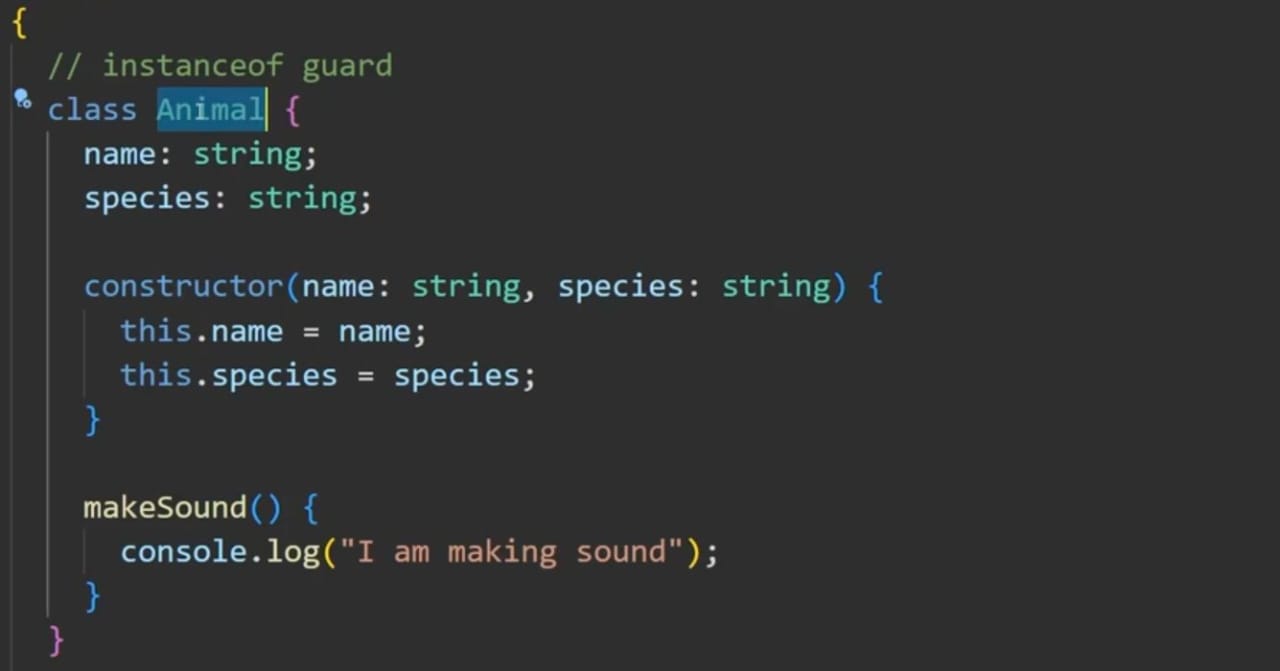 {
// instanceof guard
class Animal {
name: string;
species: string;
constructor(name: string, species: string) {
this.name = name;
this.species = species;
}
makeSound() {
console.log("I am making sound");
}
}